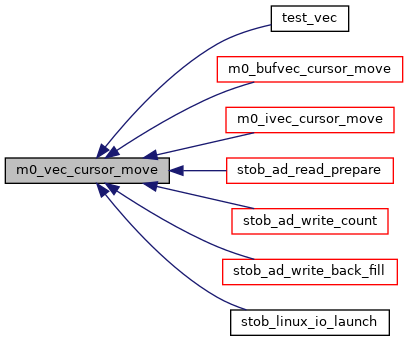 test_vec
m0_bufvec_cursor_move
m0_ivec_cursor_move
m0_vec_cursor_move
stob_ad_read_prepare
stob_ad_write_count
stob_ad_write_back_fill
stob_linux_io_launch